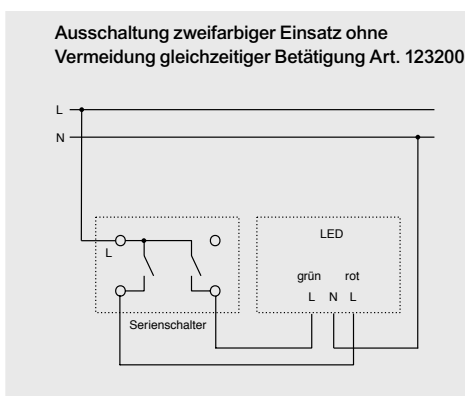 Ausschaltung zweifarbiger Einsatz ohne
Vermeidung gleichzeitiger Betätigung Art. 123200
L
N
LED
L
grün rot
L N L
Serienschalter